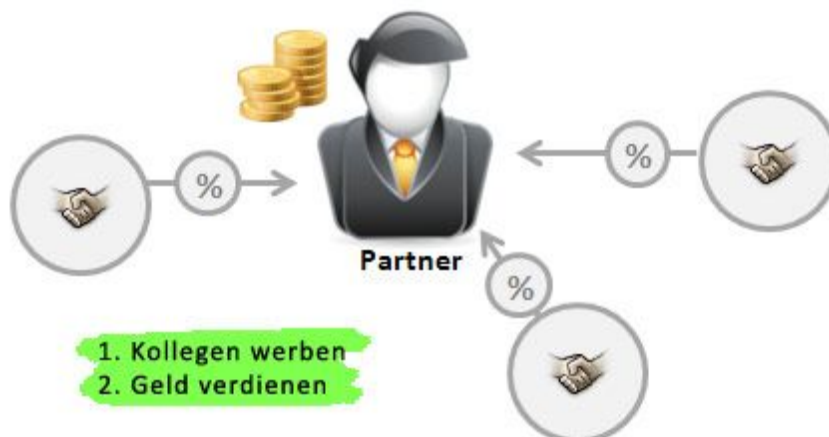 %
%
Partner
%
1. Kollegen werben
2. Geld verdienen